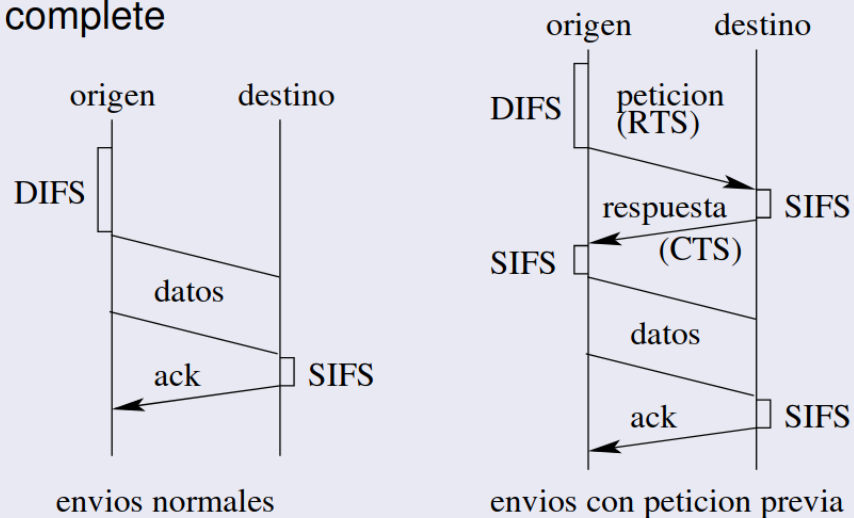 complete
origen
destino
DIFS
datos
ack
SIFS
envios normales
origen
destino
DIFS
peticion
(RTS)
SIFS
respuesta
(CTS)
SIFS
datos
ack
SIFS
envios con peticion previa